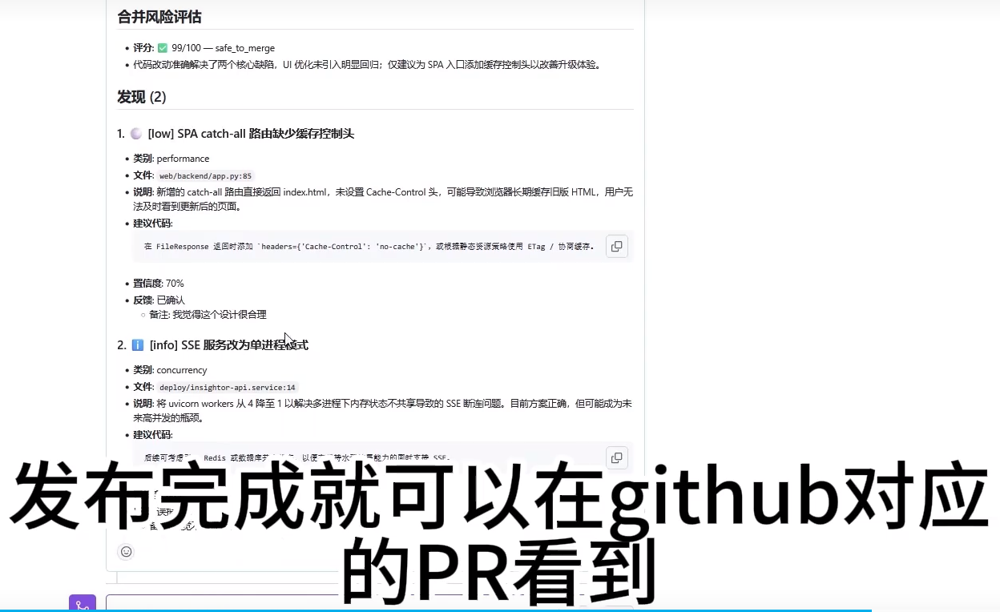 合并风险评估
评分: ✅ 99/100 — safe_to_merge
代码改动准确解决了两个核心缺陷，UI 优化未引入明显回归；仅建议为 SPA 入口添加缓存控制头以改善升级体验。
发现 (2)
1. [low] SPA catch-all 路由缺少缓存控制头
类别: performance
文件: web/backend/app.py:85
说明: 新增的 catch-all 路由直接返回 index.html，未设置 Cache-Control 头，可能导致浏览器长期缓存旧版 HTML，用户无
法及时看到更新后的页面。
建议代码:
在 FileResponse 返回时添加 `headers={'Cache-Control': 'no-cache'}`，或根据静态资源策略使用 ETag / 协商缓存。
置信度: 70%
反馈: 已确认
备注: 我觉得这个设计很合理
2. ℹ️ [info] SSE 服务改为单进程模式
类别: concurrency
文件: deploy/insightor-api.service:14
说明: 将 uvicorn workers 从 4 降至 1 以解决多进程下内存状态不共享导致的 SSE 断连问题。目前方案正确，但可能成为未
来高并发的瓶颈。
建议代码:
后续可考虑 Redis 或数据库 以便 的同时支持 SSE。
发布完成就可以在github对应
的PR看到